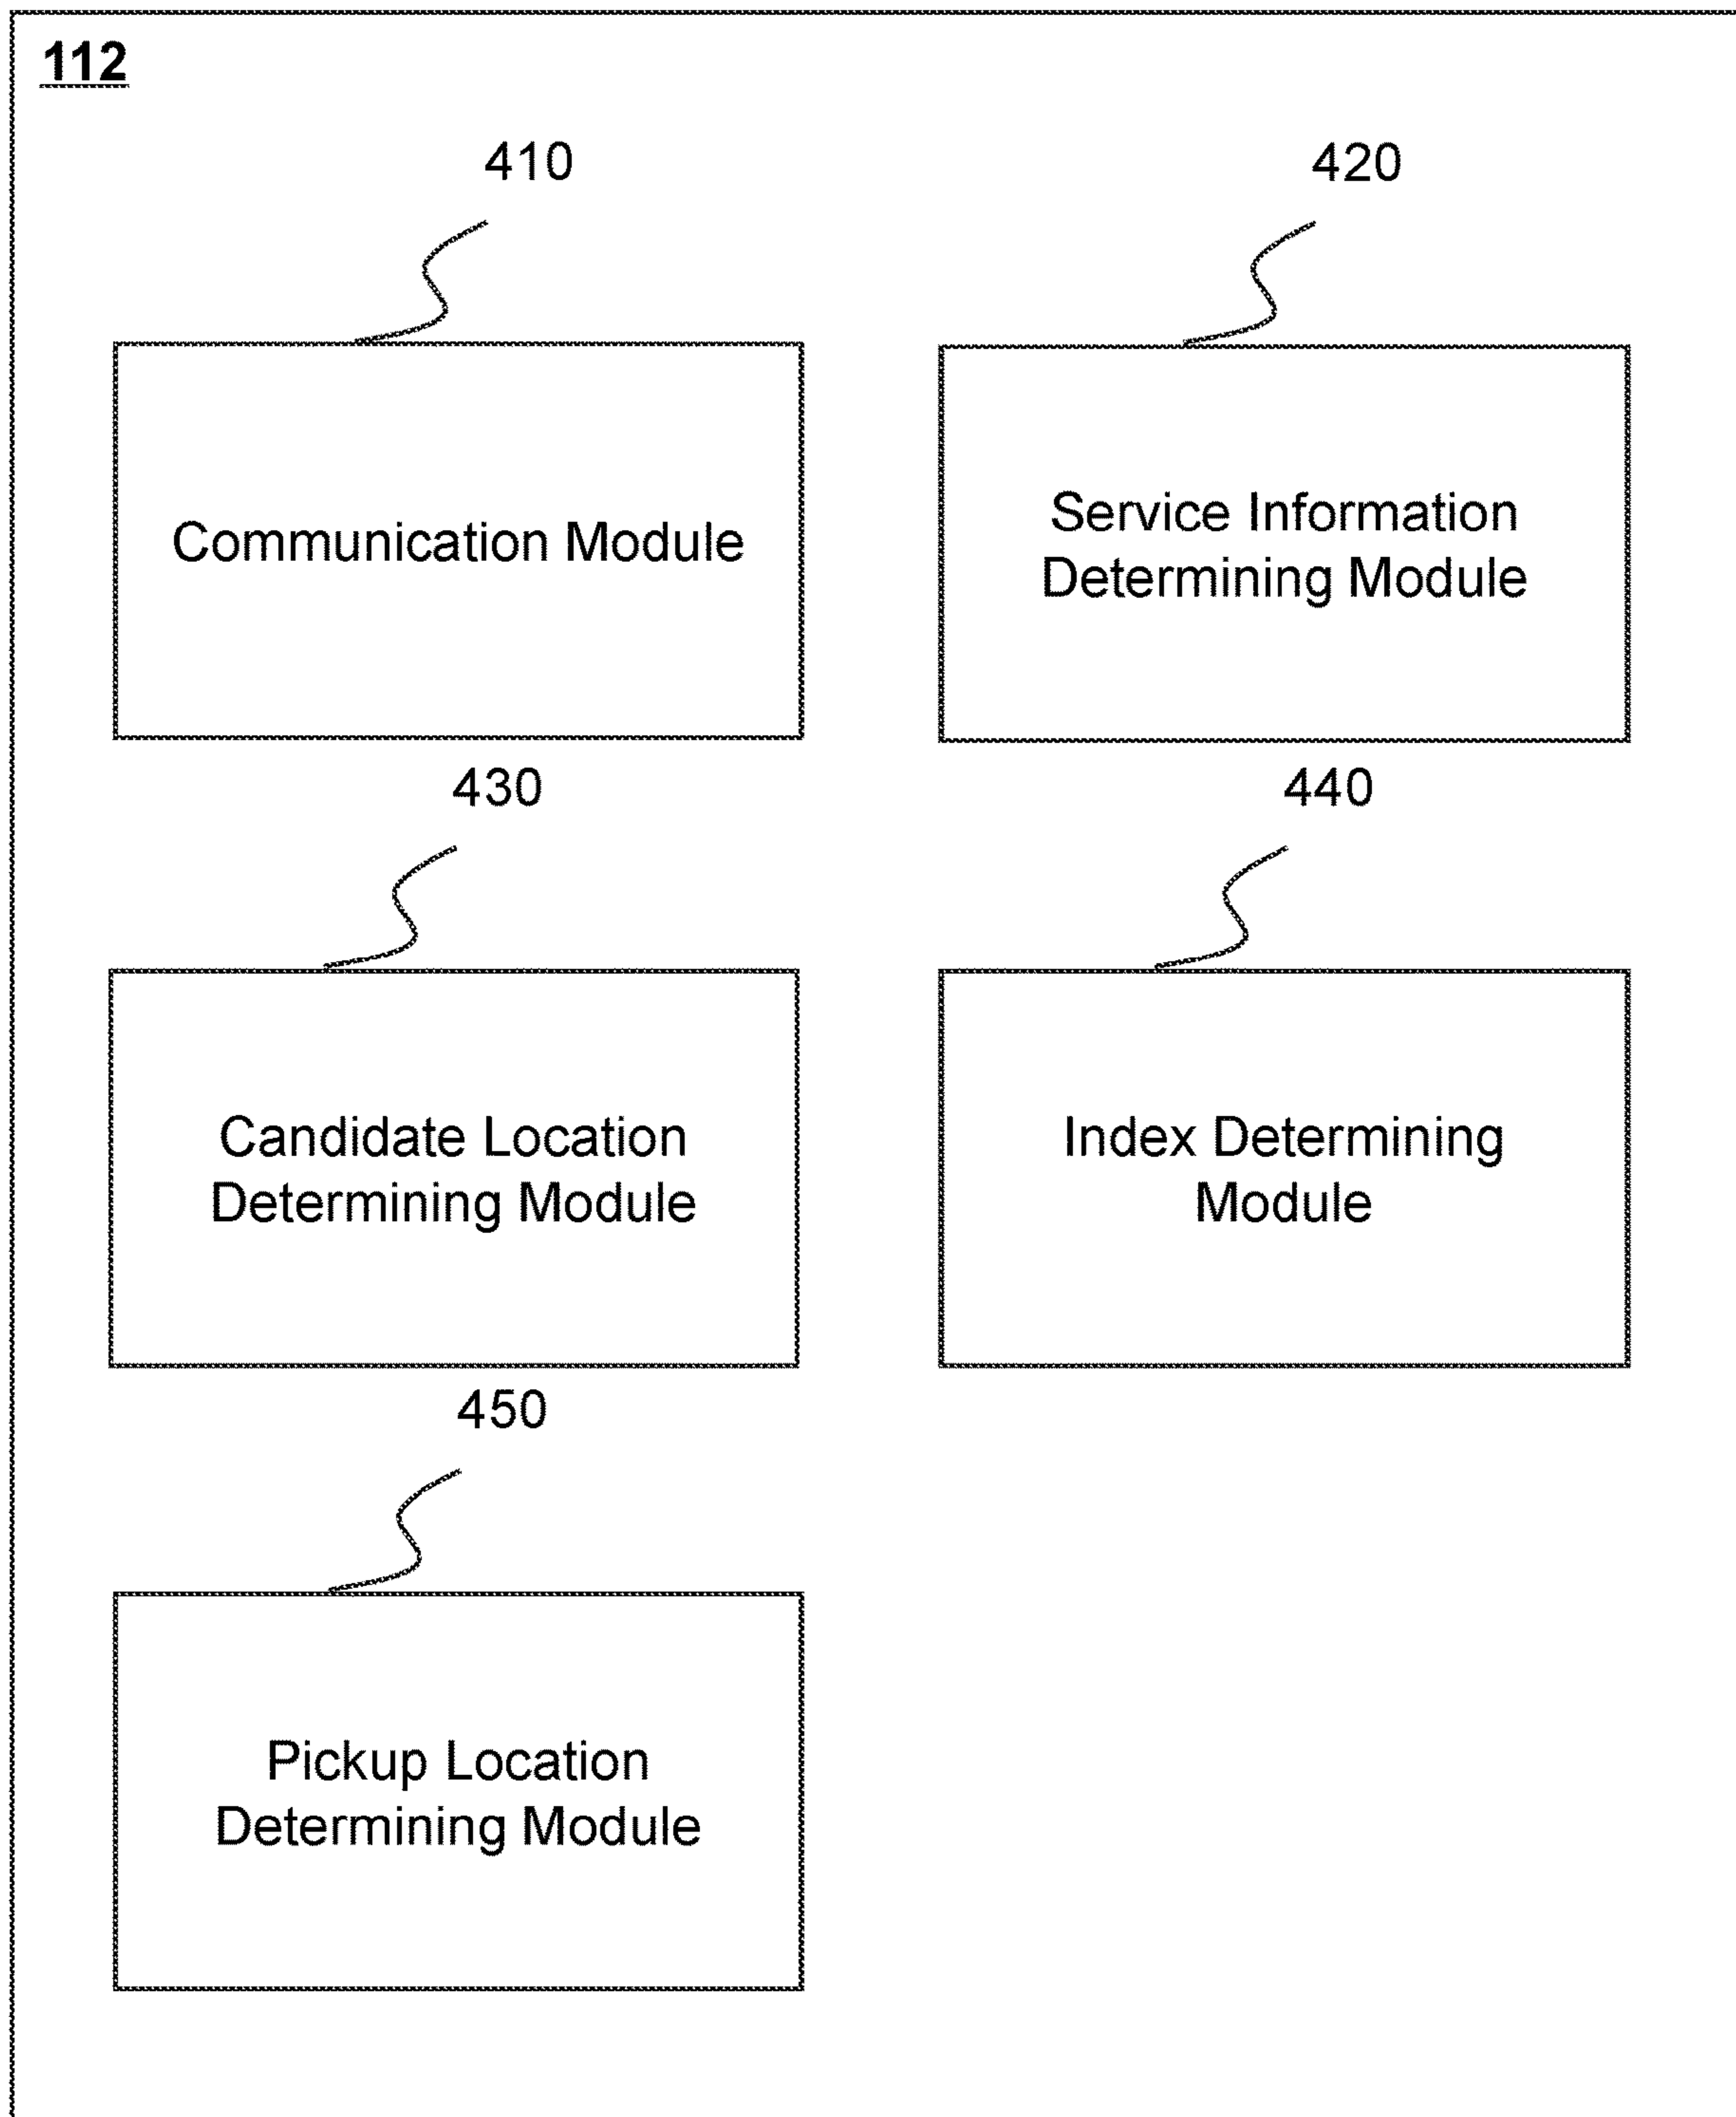 112
410
420
Communication Module
Service Information
Determining Module
430
440
Candidate Location
Determining Module
Index Determining
Module
450
Pickup Location
Determining Module